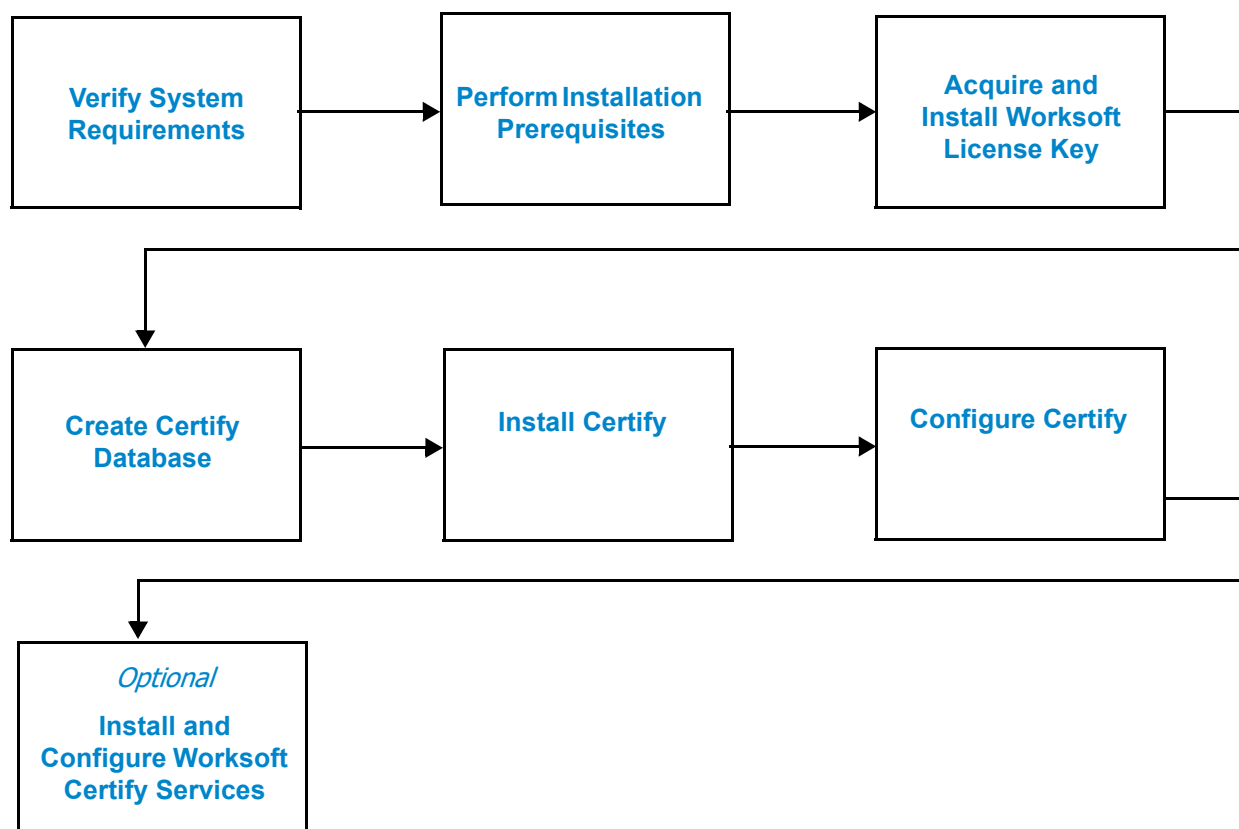 Verify System
Requirements
Perform Installation
Prerequisites
Acquire and
Install Worksoft
License Key
Create Certify
Database
Install Certify
Configure Certify
Optional
Install and
Configure Worksoft
Certify Services